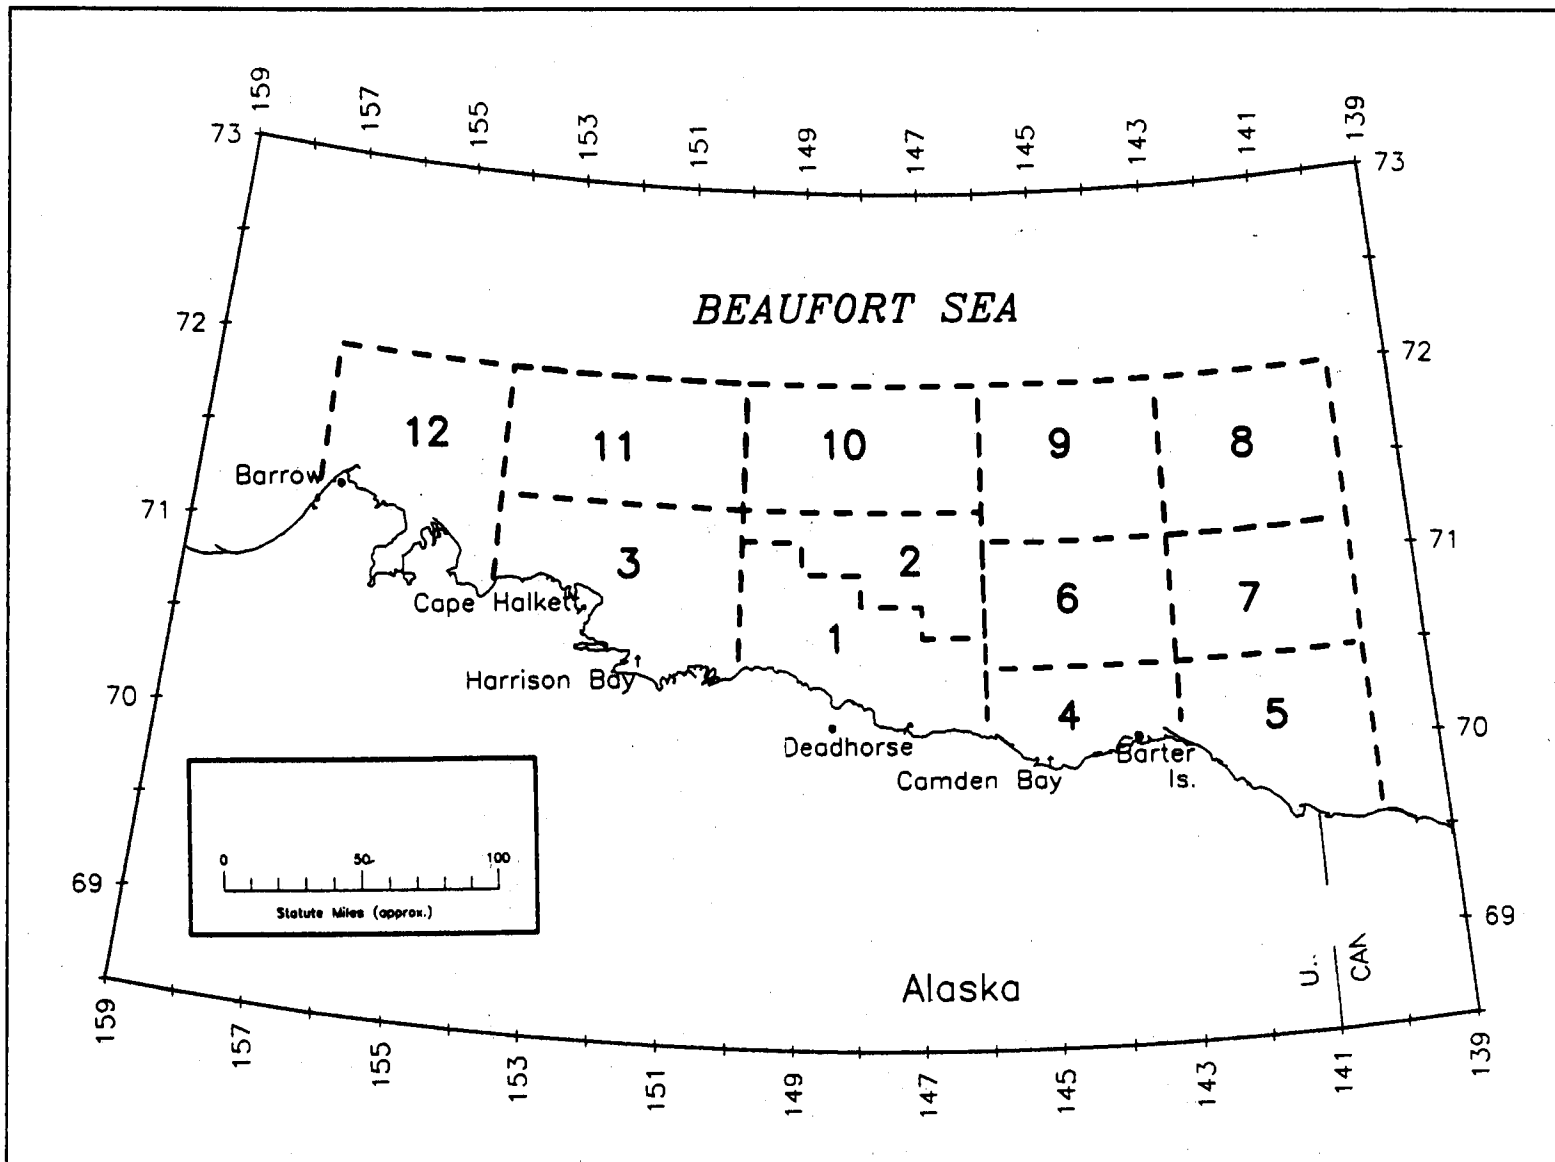 159 157 155 153 151 149 147 145 143 141 139
73 73
BEAUFORT SEA
72 72
12 11 10 9 8
Barrow
71 71
3 2 6 7
Cape Halkett
1
Harrison Bay
70 4 5 70
Deadhorse
Barter
Camden Bay Is.
0 50 100
69 69
Statute Miles (approx.)
U.. CAN
Alaska
159 157 155 153 151 149 147 145 143 141 139